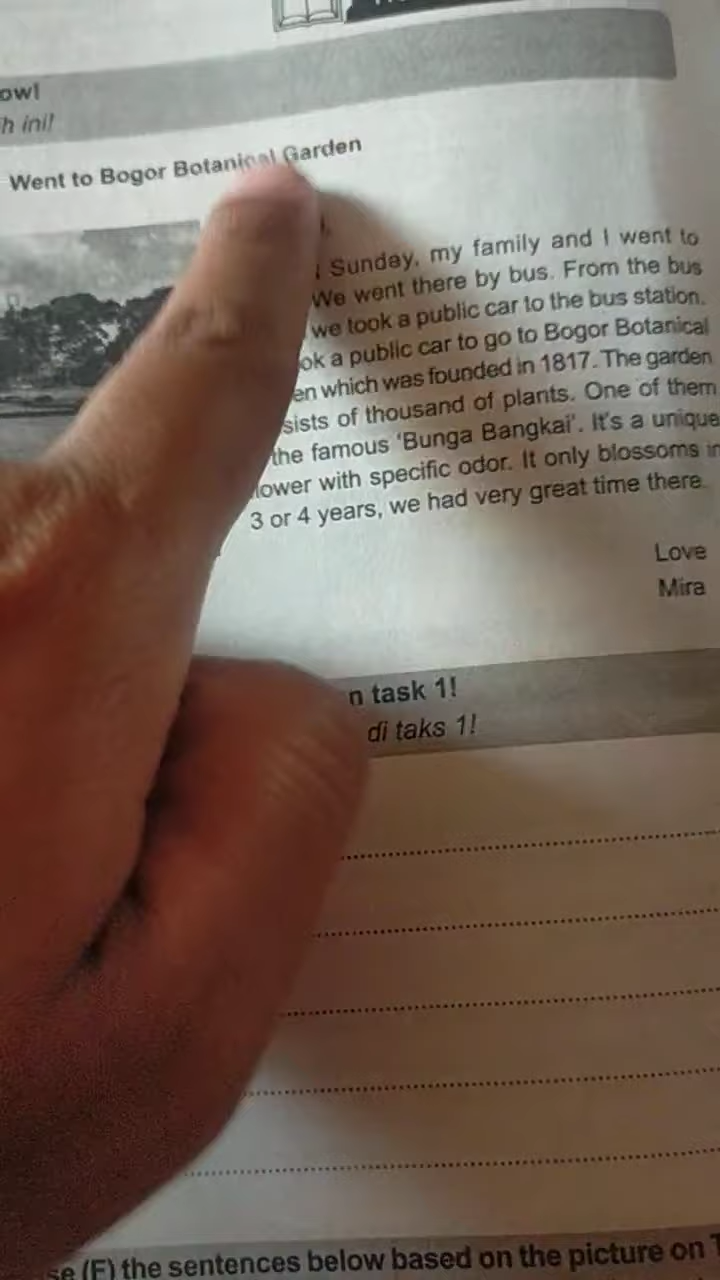 h ini!
Went to Bogor Botanical Garden
Sunday, my family and I went to
We went there by bus. From the bus
we took a public car to the bus station.
ok a public car to go to Bogor Botanical
en which was founded in 1817. The garden
sists of thousand of plants. One of them
the famous 'Bunga Bangkai'. It's a unique
lower with specific odor. It only blossoms in
3 or 4 years, we had very great time there.
Love
Mira
n task 1!
di taks 1!
se (F) the sentences below based on the picture on